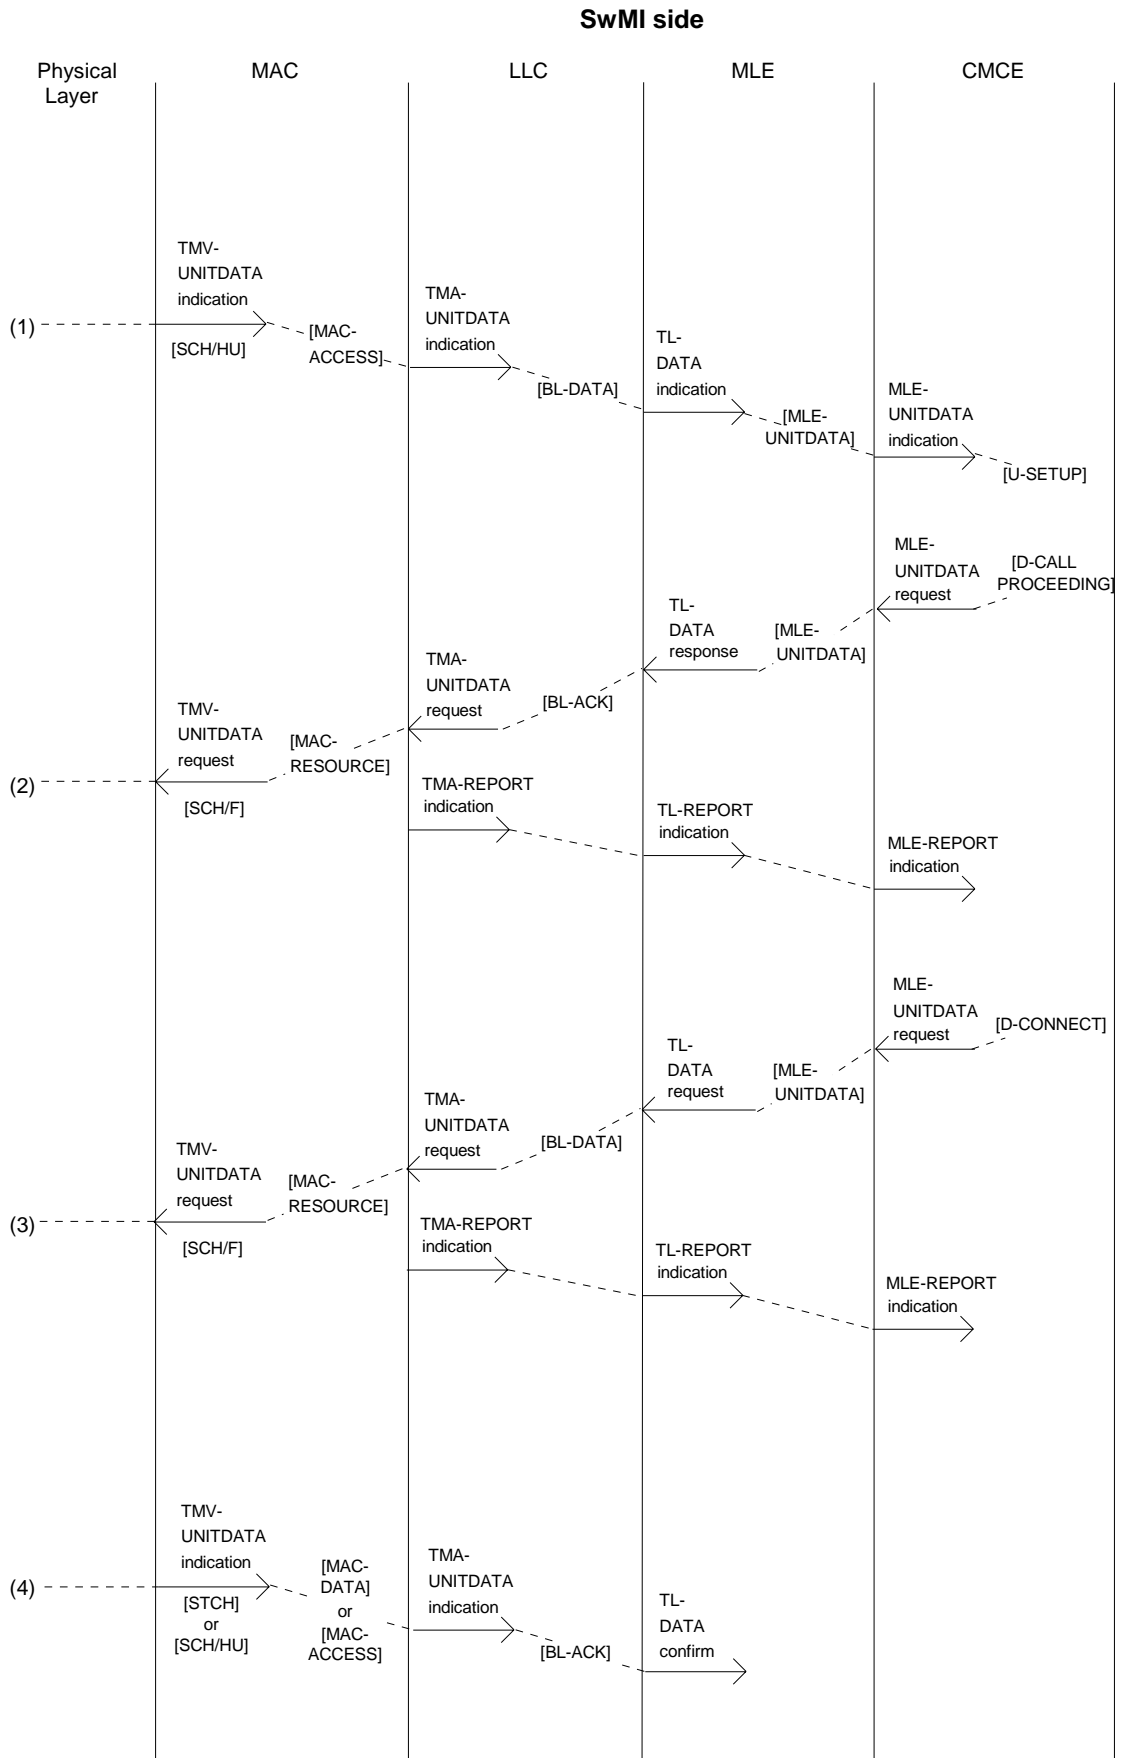 SwMI side
Physical
Layer
MAC
LLC
MLE
CMCE
(1)
TMV-
UNITDATA
indication
[SCH/HU]
[MAC-
ACCESS]
TMA-
UNITDATA
indication
[BL-DATA]
TL-
DATA
indication
[MLE-
UNITDATA]
MLE-
UNITDATA
indication
[U-SETUP]
MLE-
UNITDATA
request
[D-CALL
PROCEEDING]
TL-
DATA
response
[MLE-
UNITDATA]
TMA-
UNITDATA
request
[BL-ACK]
TMV-
UNITDATA
request
[MAC-
RESOURCE]
(2)
[SCH/F]
TMA-REPORT
indication
TL-REPORT
indication
MLE-REPORT
indication
MLE-
UNITDATA
request
[D-CONNECT]
TL-
DATA
request
[MLE-
UNITDATA]
TMA-
UNITDATA
request
[BL-DATA]
TMV-
UNITDATA
request
[MAC-
RESOURCE]
(3)
[SCH/F]
TMA-REPORT
indication
TL-REPORT
indication
MLE-REPORT
indication
(4)
TMV-
UNITDATA
indication
[STCH]
or
[SCH/HU]
[MAC-
DATA]
or
[MAC-
ACCESS]
TMA-
UNITDATA
indication
[BL-ACK]
TL-
DATA
confirm